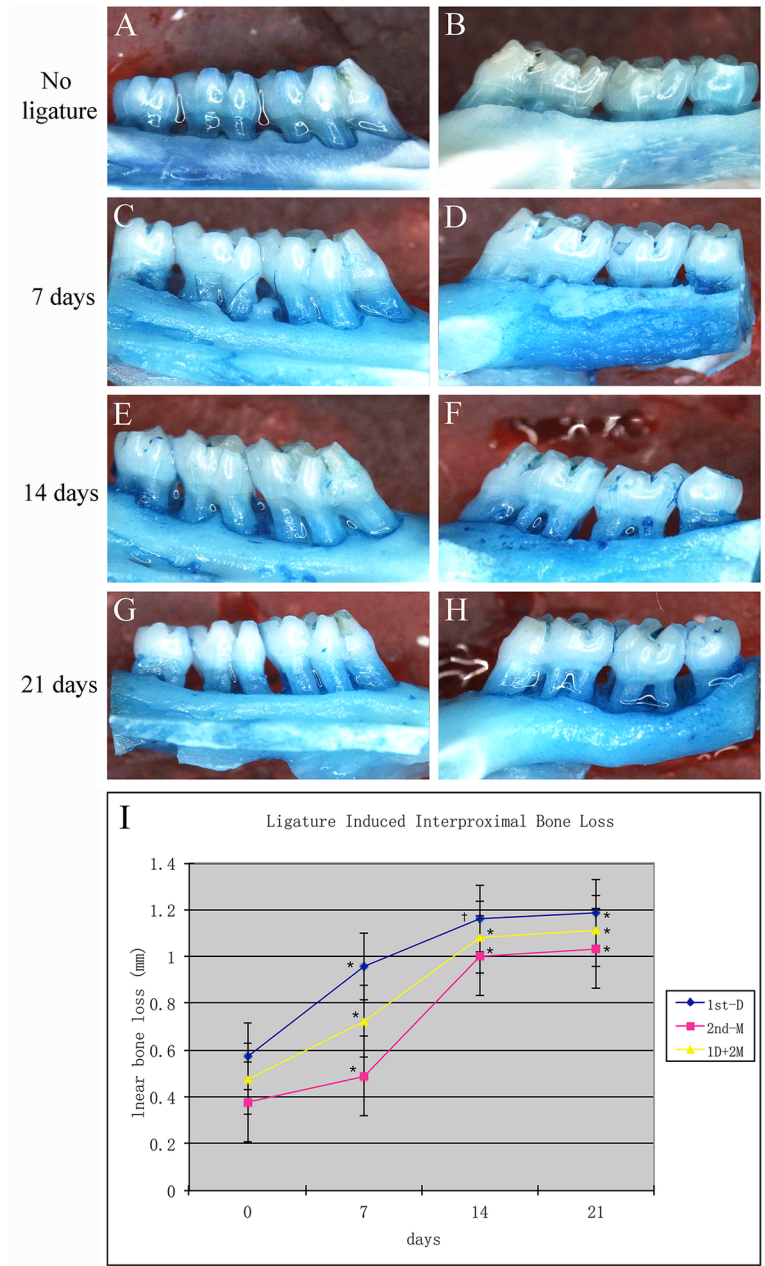 A
B
No
ligature
C
D
7 days
E
F
14 days
G
H
21 days
I
Ligature Induced Interproximal Bone Loss
1.4
1.2
1
0.8
0.6
0.4
0.2
0
lnear bone loss (mm)
†
*
*
*
*
*
*
*
*
1st-D
2nd-M
1D+2M
0
7
14
21
days